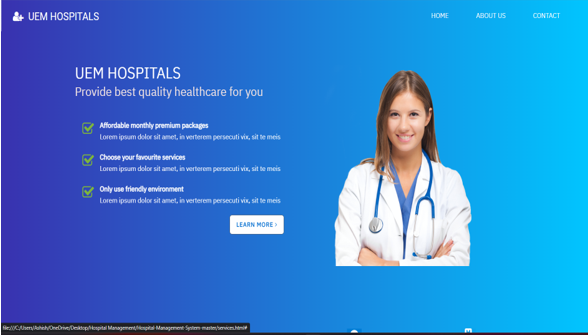 UEM HOSPITALS
HOME ABOUT US CONTACT
UEM HOSPITALS
Provide best quality healthcare for you
Affordable monthly premium packages
Lorem ipsum dolor sit amet, in verterem persecuti vix, sit te meis
Choose your favourite services
Lorem ipsum dolor sit amet, in verterem persecuti vix, sit te meis
Only use friendly environment
Lorem ipsum dolor sit amet, in verterem persecuti vix, sit te meis
LEARN MORE ›
file:///C:/Users/Ashish/OneDrive/Desktop/Hospital Management/Hospital-Management-System-master/services.html#